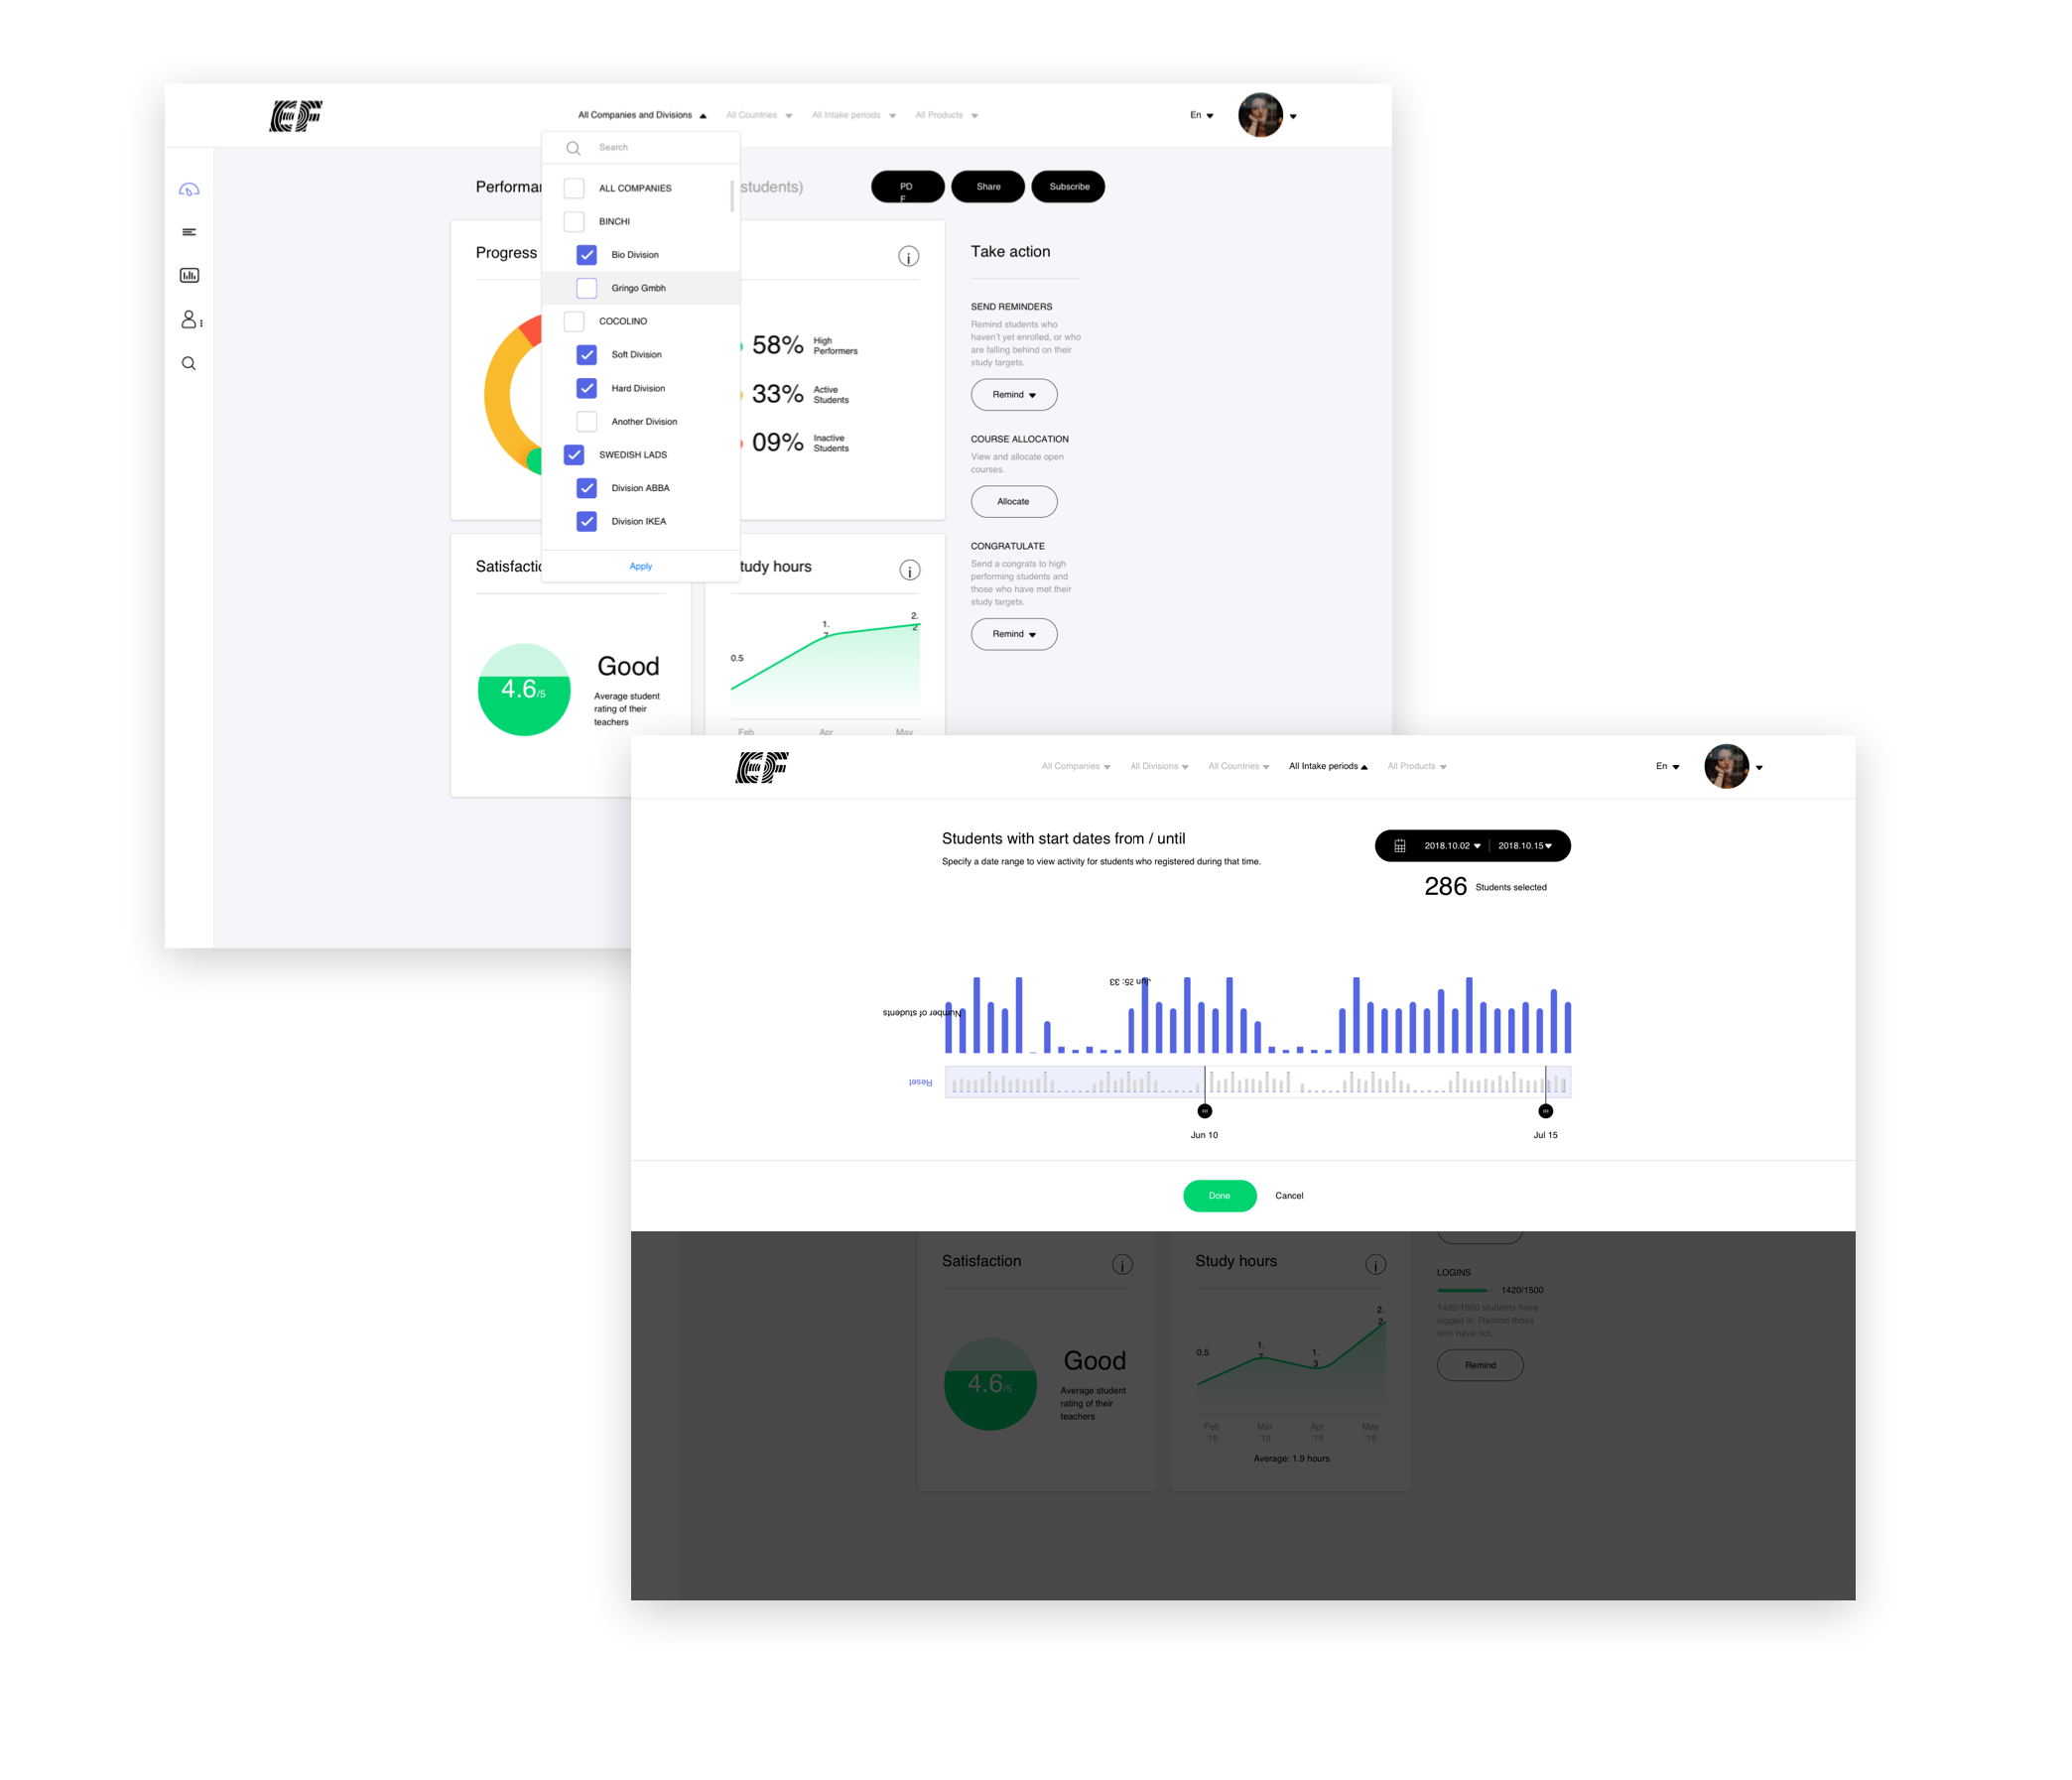 EF
All Companies and Divisions
All Countries
All Intake periods
All Products
En
Search
ALL COMPANIES
BINCHI
Bio Division
Gringo Gmbh
COCOLINO
Soft Division
Hard Division
Another Division
SWEDISH LADS
Division ABBA
Division IKEA
Apply
students)
PD
F
Share
Subscribe
Progress
58%
High
Performers
33%
Active
Students
09%
Inactive
Students
Take action
SEND REMINDERS
Remind students who
haven't yet enrolled, or who
are falling behind on their
study targets.
Remind
COURSE ALLOCATION
View and allocate open
courses.
Allocate
CONGRATULATE
Send a congrats to high
performing students and
those who have met their
study targets.
Remind
4.6/5
Good
Average student
rating of their
teachers
hours
0.5
1.
2.
2
Feb
Apr
May
EF
All Companies
All Divisions
All Countries
All Intake periods
All Products
En
Students with start dates from / until
Specify a date range to view activity for students who registered during that time.
2018.10.02
2018.10.15
286 Students selected
Jun 25: 33
Number of students
Reset
Jun 10
Jul 15
Done
Cancel
Satisfaction
4.6/5
Good
Average student
rating of their
teachers
Study hours
0.5
1.
7
1.
3
2.
2
Feb
'19
Mar
'19
Apr
'19
May
'19
Average: 1.9 hours
LOGINS
1420/1500
1420/1500 students have
logged in. Remind those
who have not.
Remind